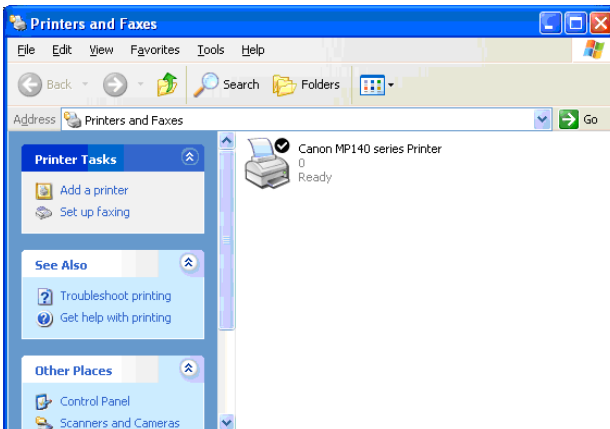 Printers and Faxes
File Edit View Favorites Tools Help
Back Search Folders
Address Printers and Faxes Go
Printer Tasks
Add a printer
Set up faxing
See Also
Troubleshoot printing
Get help with printing
Other Places
Control Panel
Scanners and Cameras
Canon MP140 series Printer
0
Ready